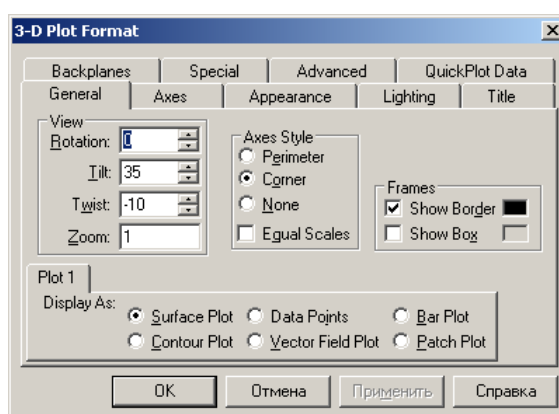 3-D Plot Format
Backplanes Special Advanced QuickPlot Data
General Axes Appearance Lighting Title
View
Rotation: 0
Tilt: 35
Twist: -10
Zoom: 1
Axes Style
Perimeter
Corner
None
Equal Scales
Frames
Show Border
Show Box
Plot 1
Display As:
Surface Plot Data Points Bar Plot
Contour Plot Vector Field Plot Patch Plot
OK Отмена Применить Справка